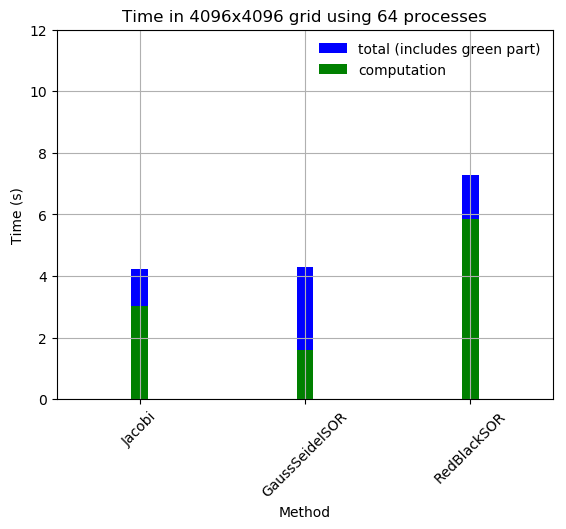 Time in 4096x4096 grid using 64 processes
total (includes green part)
computation
Time (s)
12
10
8
6
4
2
0
Jacobi
GaussSeidelSOR
RedBlackSOR
Method